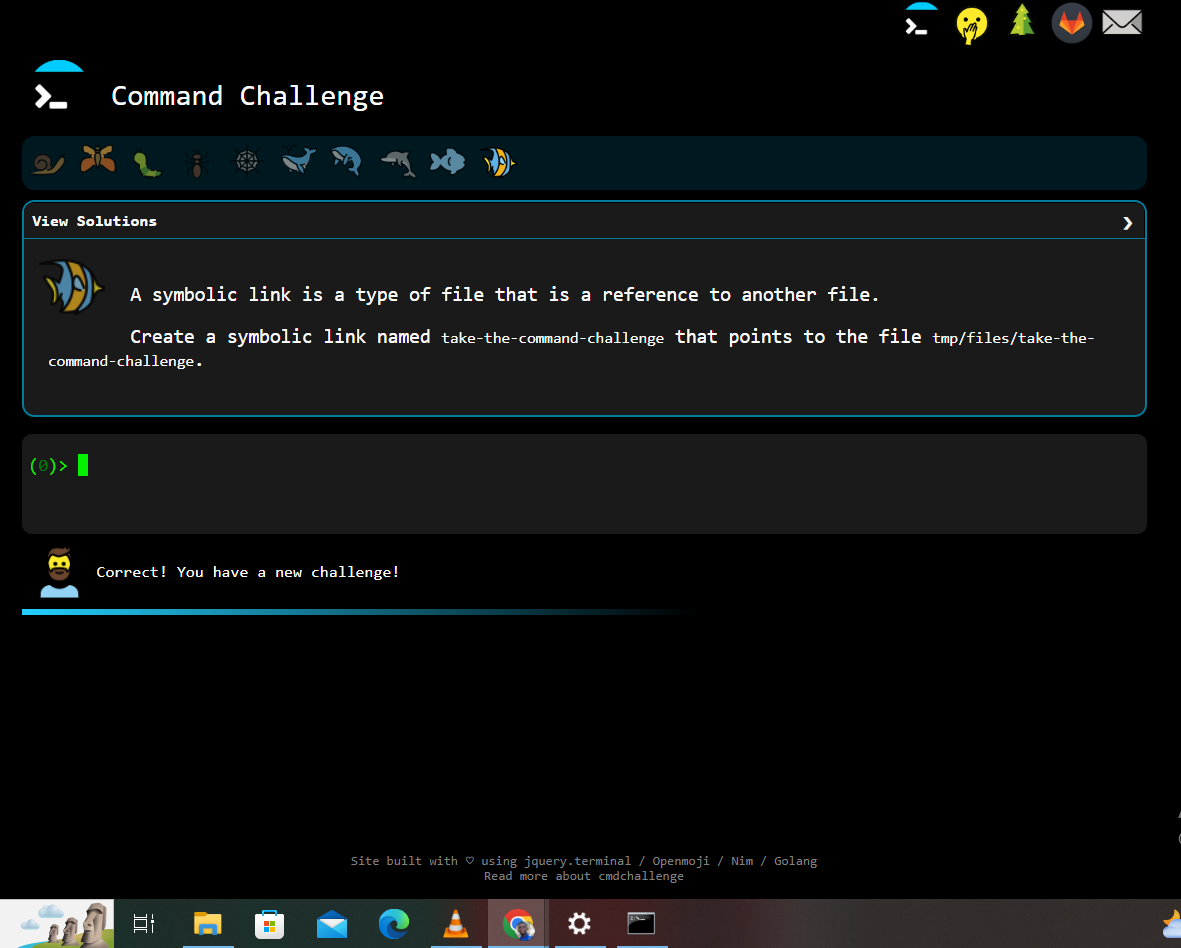 Command Challenge
View Solutions
A symbolic link is a type of file that is a reference to another file.
Create a symbolic link named take-the-command-challenge that points to the file tmp/files/take-the-
command-challenge.
(0)>
Correct! You have a new challenge!
Site built with ♡ using jquery.terminal / Openmoji / Nim / Golang
Read more about cmdchallenge